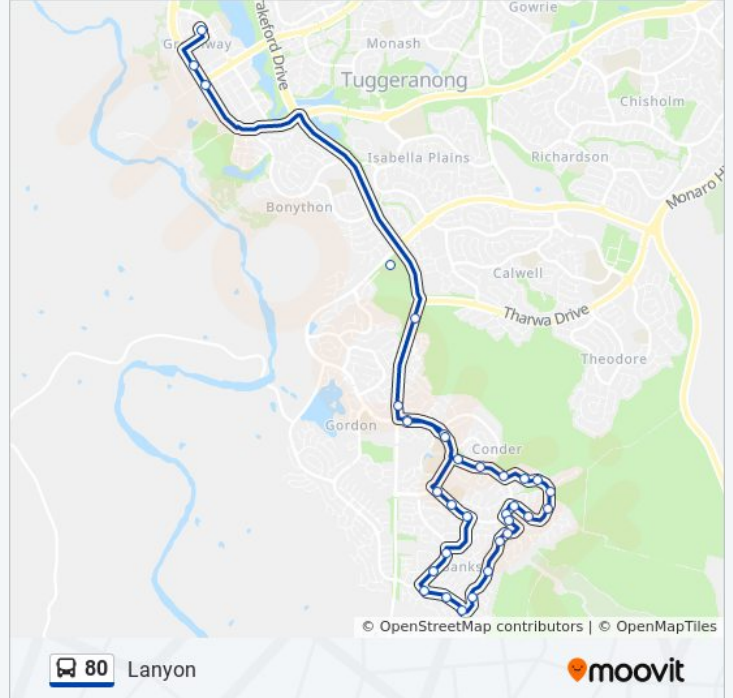 Gowrie
akeford Drive
Monash
Tuggeranong
Chisholm
Isabella Plains
Richardson
Monaro H
Bonython
Calwell
Tharwa Drive
Theodore
Gordon
Conder
© OpenStreetMap contributors | © OpenMapTiles
80 Lanyon
moovit